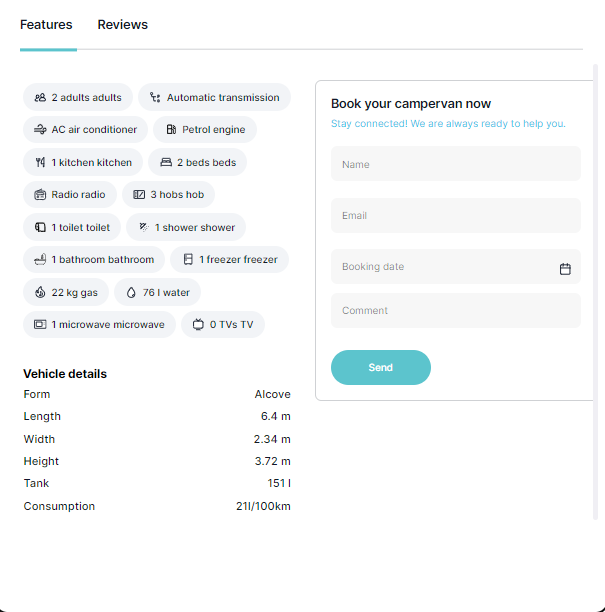 Features Reviews
2 adults adults Automatic transmission
AC air conditioner Petrol engine
1 kitchen kitchen 2 beds beds
Radio radio 3 hobs hob
1 toilet toilet 1 shower shower
1 bathroom bathroom 1 freezer freezer
22 kg gas 76 l water
1 microwave microwave 0 TVs TV
Vehicle details
Form Alcove
Length 6.4 m
Width 2.34 m
Height 3.72 m
Tank 151 l
Consumption 21l/100km
Book your campervan now
Stay connected! We are always ready to help you.
Name
Email
Booking date
Comment
Send